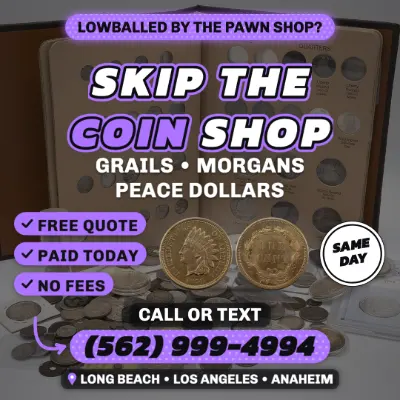 LOWBALLED BY THE PAWN SHOP?
SKIP THE
COIN SHOP
GRAILS • MORGANS
PEACE DOLLARS
✓ FREE QUOTE
✓ PAID TODAY
✓ NO FEES
SAME
DAY
CALL OR TEXT
(562) 999-4994
LONG BEACH • LOS ANGELES • ANAHEIM